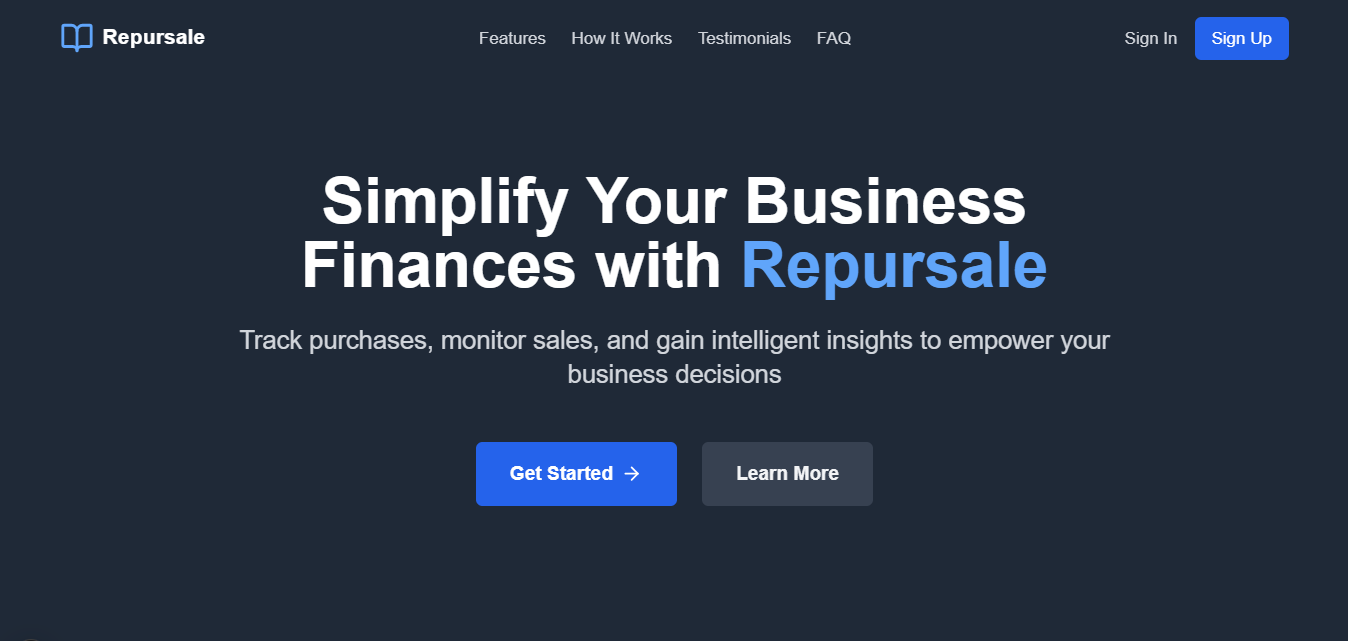 Repursale
Features
How It Works
Testimonials
FAQ
Sign In
Sign Up
Simplify Your Business
Finances with Repursale
Track purchases, monitor sales, and gain intelligent insights to empower your
business decisions
Get Started →
Learn More